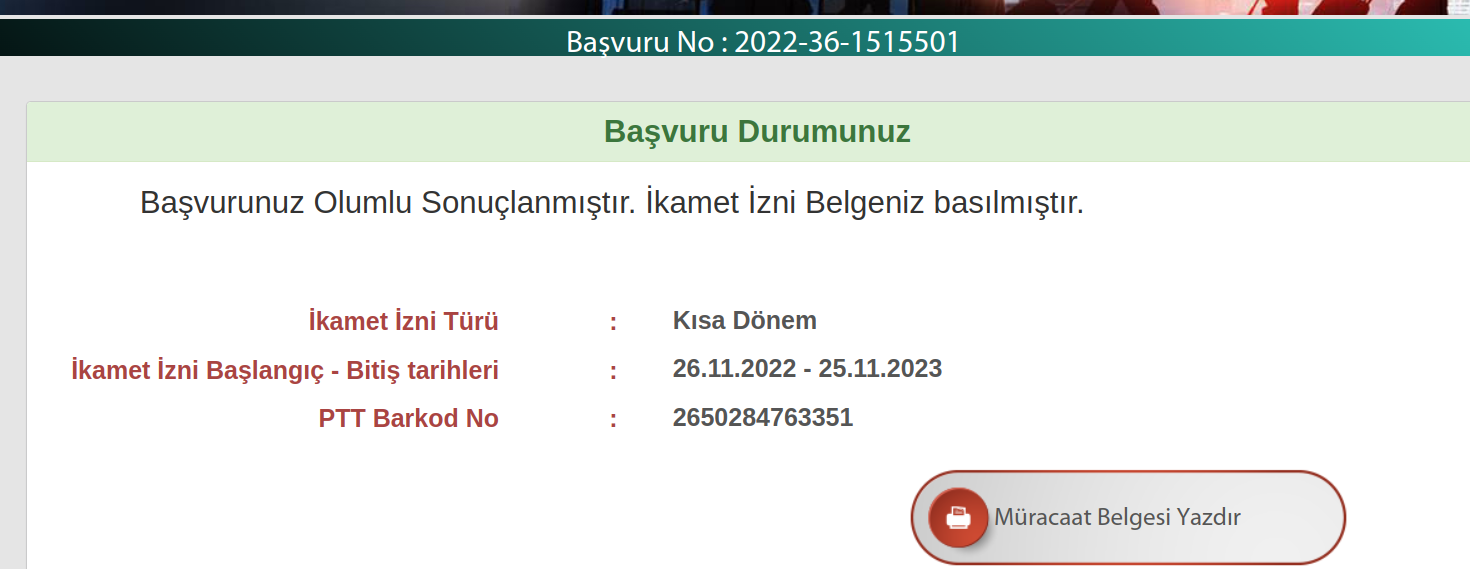 Başvuru No : 2022-36-1515501
Başvuru Durumunuz
Başvurunuz Olumlu Sonuçlanmıştır. İkamet İzni Belgeniz basılmıştır.
İkamet İzni Türü : Kısa Dönem
İkamet İzni Başlangıç - Bitiş tarihleri : 26.11.2022 - 25.11.2023
PTT Barkod No : 2650284763351
Müracaat Belgesi Yazdır